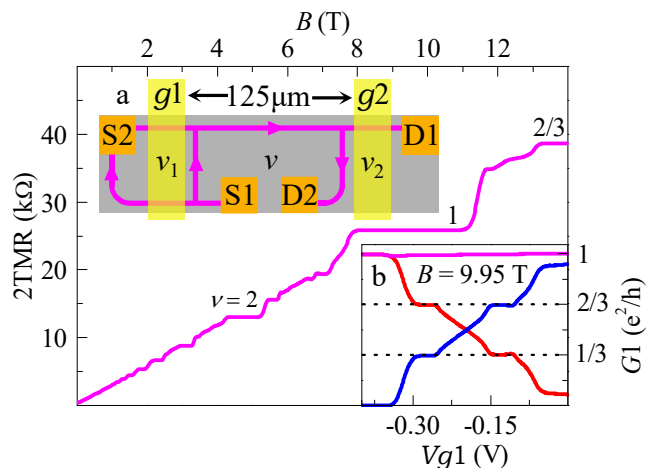 B (T)
2 4 6 8 10 12
2TMR (kΩ)
40
30
20
10
a g1 125μm g2
S2 D1
ν₁ ν ν₂
S1 D2
ν = 2
1
2/3
b B = 9.95 T
1
2/3
1/3
G1 (e²/h)
-0.30 -0.15
Vg1 (V)